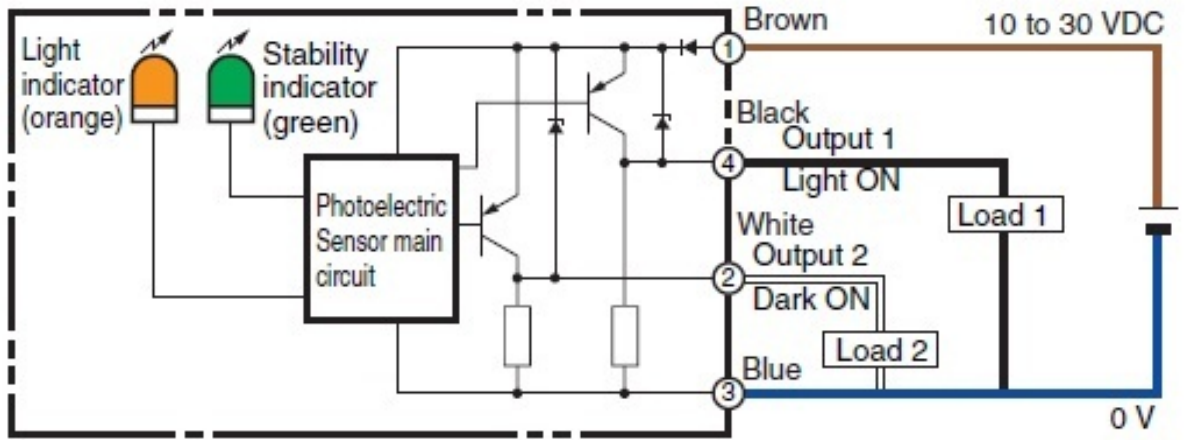 Brown
10 to 30 VDC
Light
indicator
(orange)
Stability
indicator
(green)
1
Black
Output 1
4
Light ON
Load 1
Photoelectric
Sensor main
circuit
White
Output 2
2
Dark ON
Load 2
Blue
3
0 V